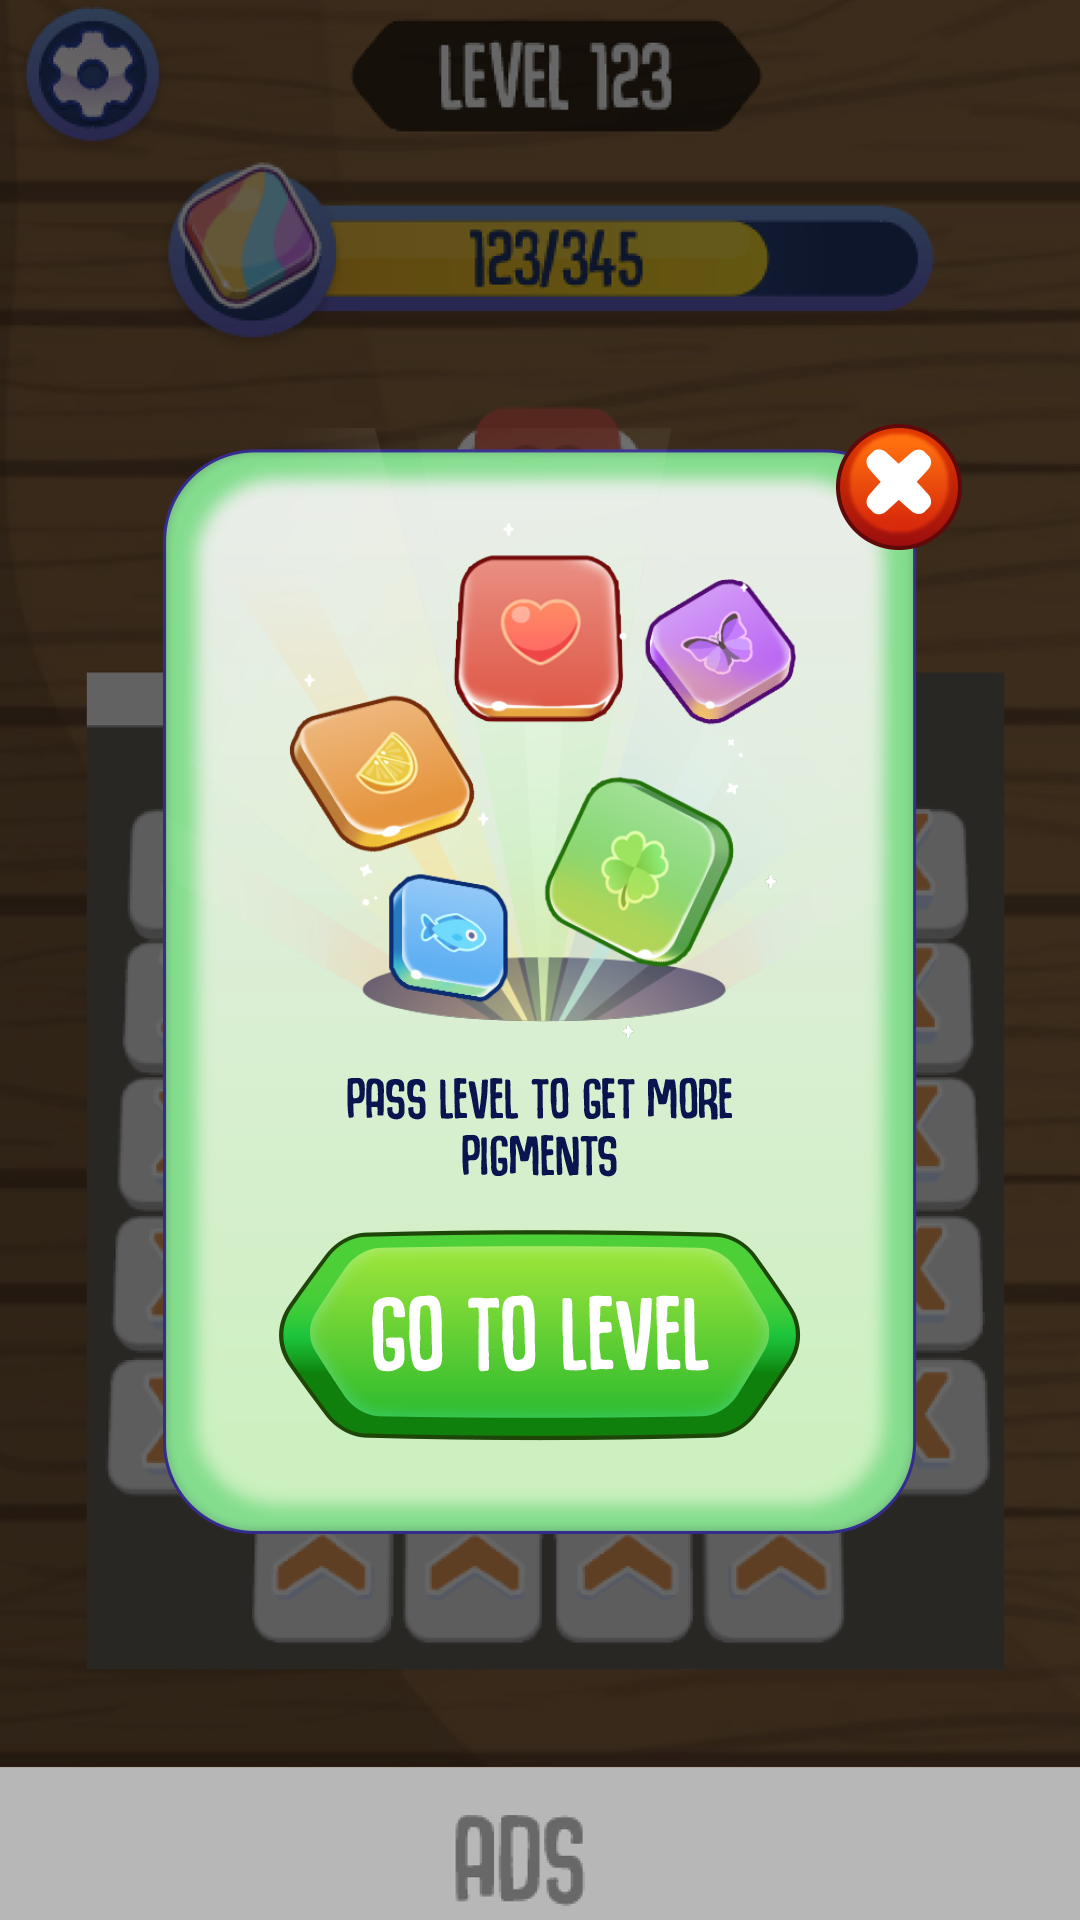 LEVEL 123
123/345
PASS LEVEL TO GET MORE
PIGMENTS
GO TO LEVEL
ADS